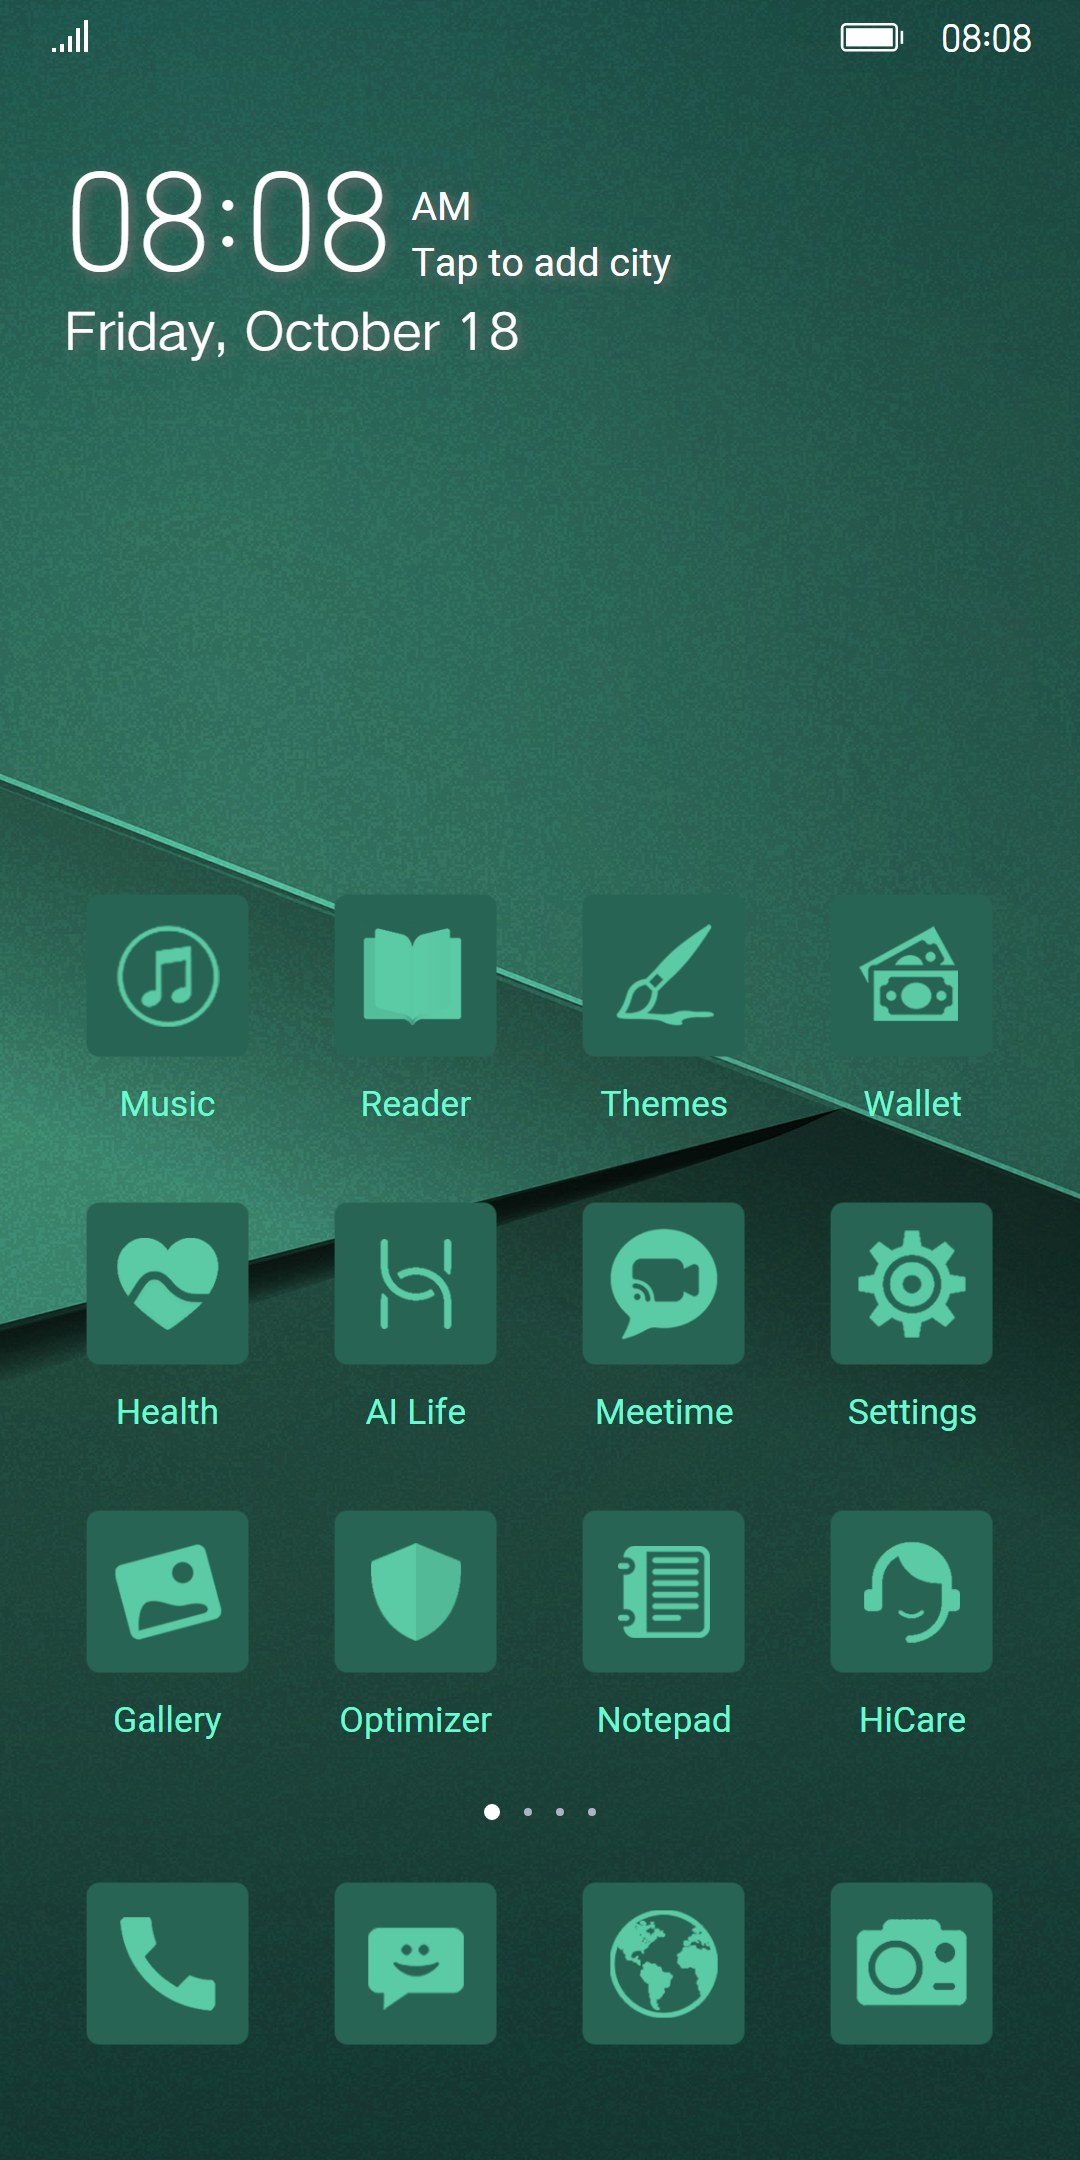 08:08
08:08 AM
Tap to add city
Friday, October 18
Music Reader Themes Wallet
Health AI Life Meetime Settings
Gallery Optimizer Notepad HiCare